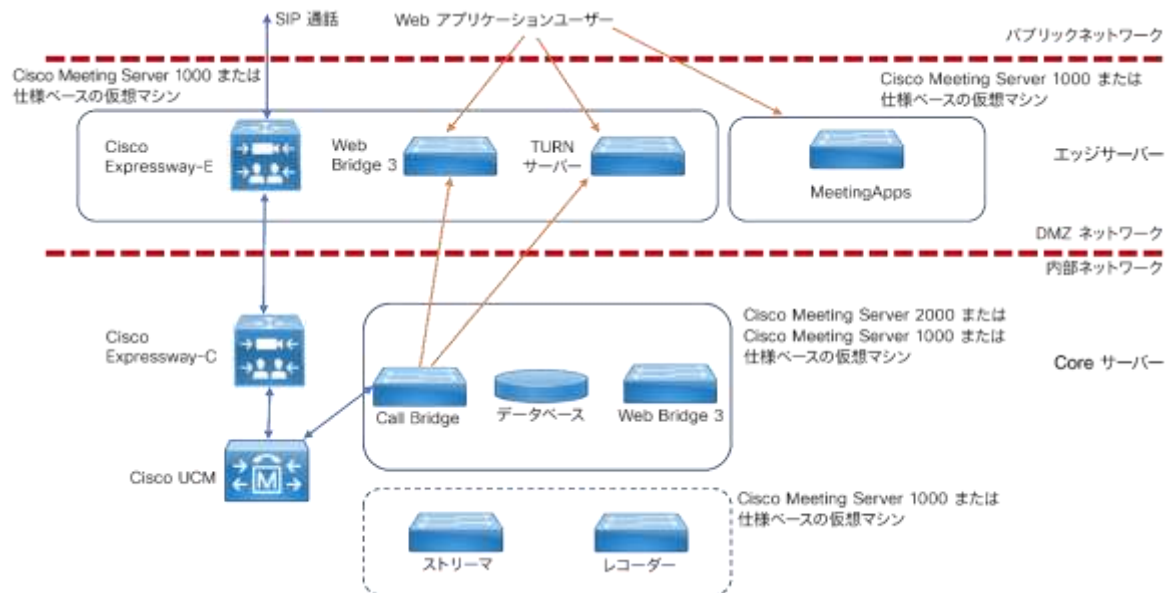 SIP 通話
Web アプリケーションユーザー
パブリックネットワーク
Cisco Meeting Server 1000 または
仕様ベースの仮想マシン
Cisco Meeting Server 1000 または
仕様ベースの仮想マシン
Cisco
Expressway-E
Web
Bridge 3
TURN
サーバー
MeetingApps
エッジサーバー
DMZ ネットワーク
内部ネットワーク
Cisco
Expressway-C
Cisco Meeting Server 2000 または
Cisco Meeting Server 1000 または
仕様ベースの仮想マシン
Core サーバー
Call Bridge
データベース
Web Bridge 3
Cisco UCM
M
Cisco Meeting Server 1000 または
仕様ベースの仮想マシン
ストリーマ
レコーダー